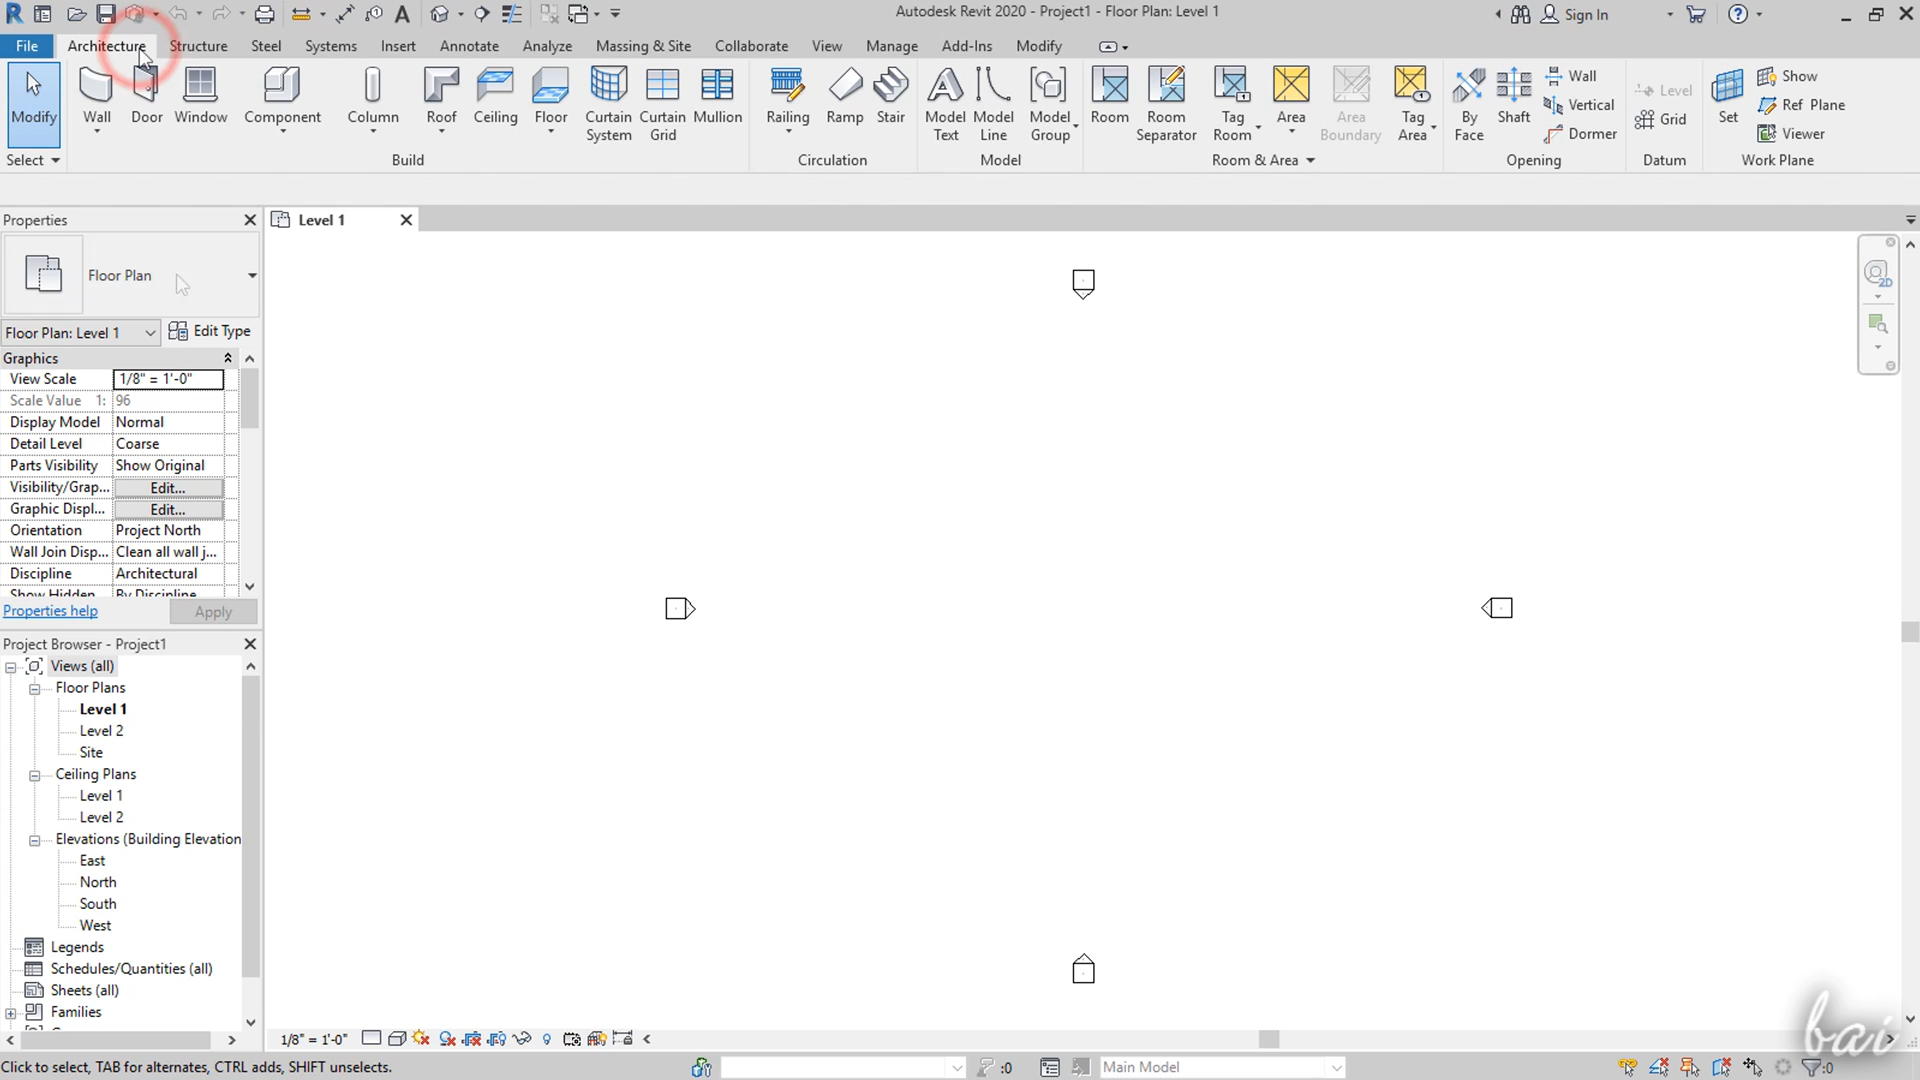 Autodesk Revit 2020 - Project1 - Floor Plan: Level 1
Sign In
File Architecture Structure Steel Systems Insert Annotate Analyze Massing & Site Collaborate View Manage Add-Ins Modify
Modify
Wall
Door
Window
Component
Column
Roof
Ceiling
Floor
Curtain System
Curtain Grid
Mullion
Railing
Ramp
Stair
Model Text
Model Line
Model Group
Room
Room Separator
Tag Room
Area
Area Boundary
Tag Area
By Face
Shaft
Wall
Vertical
Dormer
Level
Grid
Set
Show
Ref Plane
Viewer
Select Build Circulation Model Room & Area Opening Datum Work Plane
Properties
Level 1
Floor Plan
Floor Plan: Level 1
Edit Type
Graphics
View Scale 1/8" = 1'-0"
Scale Value 1: 96
Display Model Normal
Detail Level Coarse
Parts Visibility Show Original
Visibility/Grap... Edit...
Graphic Displ... Edit...
Orientation Project North
Wall Join Disp... Clean all wall j...
Discipline Architectural
Show Hidden By Discipline
Properties help Apply
Project Browser - Project1
Views (all)
Floor Plans
Level 1
Level 2
Site
Ceiling Plans
Level 1
Level 2
Elevations (Building Elevation
East
North
South
West
Legends
Schedules/Quantities (all)
Sheets (all)
Families
1/8" = 1'-0"
Click to select, TAB for alternates, CTRL adds, SHIFT unselects.
:0
Main Model
:0
2D
bai